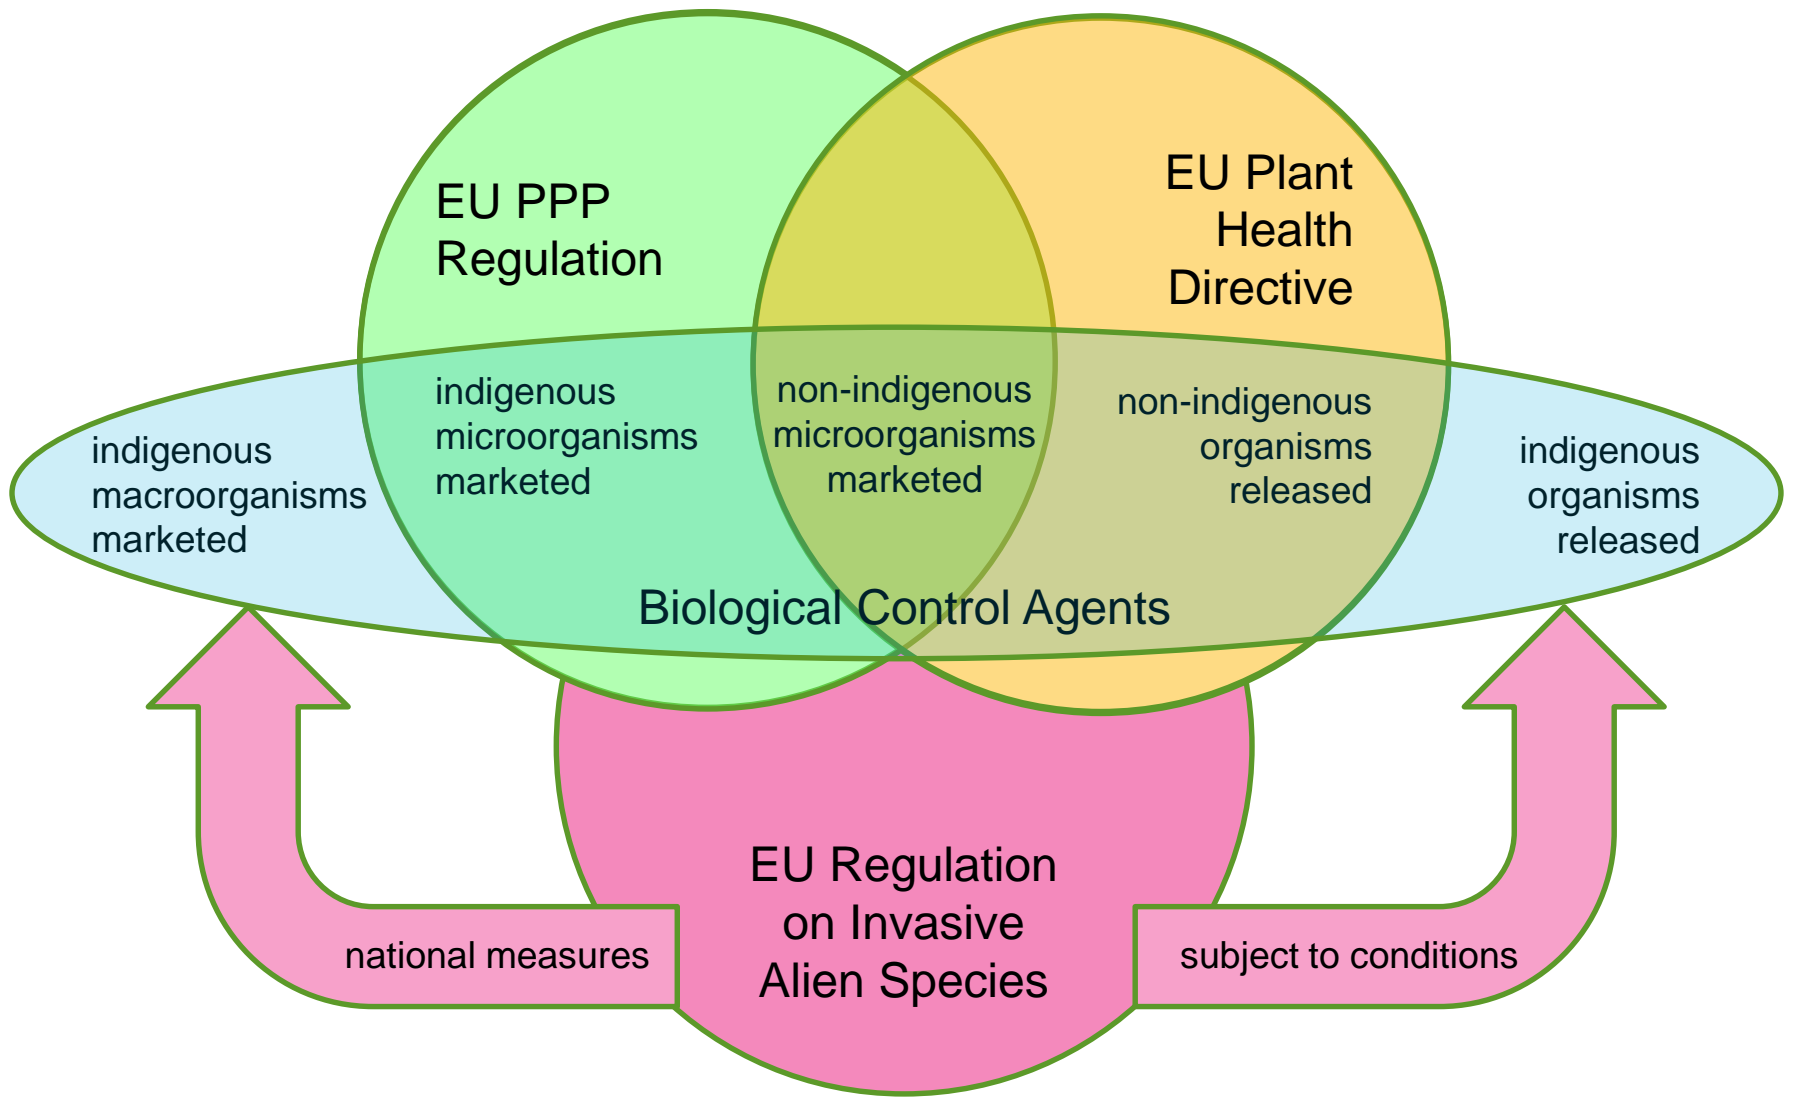 EU PPP
Regulation
EU Plant
Health
Directive
indigenous
macroorganisms
marketed
indigenous
microorganisms
marketed
non-indigenous
microorganisms
marketed
non-indigenous
organisms
released
indigenous
organisms
released
Biological Control Agents
EU Regulation
on Invasive
Alien Species
national measures
subject to conditions